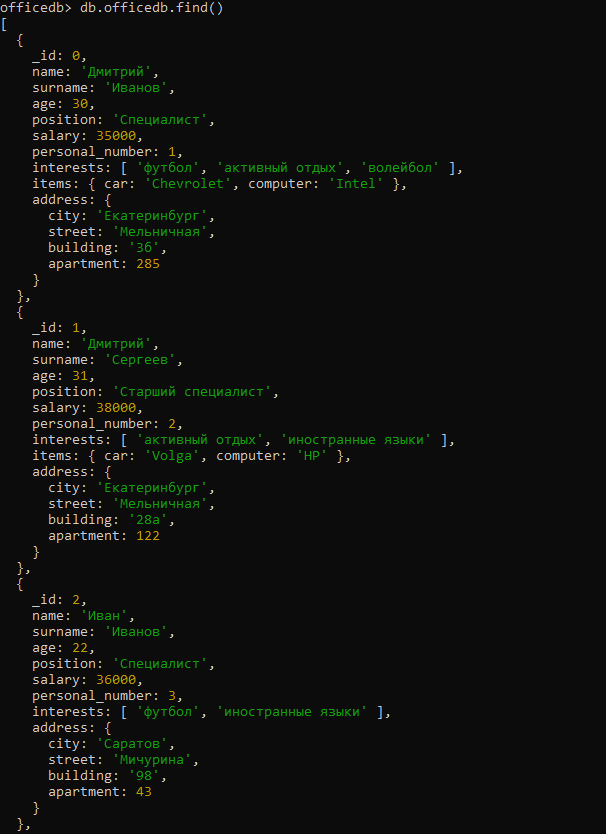 officedb> db.officedb.find()
[
  {
    _id: 0,
    name: 'Дмитрий',
    surname: 'Иванов',
    age: 30,
    position: 'Специалист',
    salary: 35000,
    personal_number: 1,
    interests: [ 'футбол', 'активный отдых', 'волейбол' ],
    items: { car: 'Chevrolet', computer: 'Intel' },
    address: {
      city: 'Екатеринбург',
      street: 'Мельничная',
      building: '3б',
      apartment: 285
    }
  },
  {
    _id: 1,
    name: 'Дмитрий',
    surname: 'Сергеев',
    age: 31,
    position: 'Старший специалист',
    salary: 38000,
    personal_number: 2,
    interests: [ 'активный отдых', 'иностранные языки' ],
    items: { car: 'Volga', computer: 'HP' },
    address: {
      city: 'Екатеринбург',
      street: 'Мельничная',
      building: '28а',
      apartment: 122
    }
  },
  {
    _id: 2,
    name: 'Иван',
    surname: 'Иванов',
    age: 22,
    position: 'Специалист',
    salary: 36000,
    personal_number: 3,
    interests: [ 'футбол', 'иностранные языки' ],
    address: {
      city: 'Саратов',
      street: 'Мичурина',
      building: '98',
      apartment: 43
    }
  },